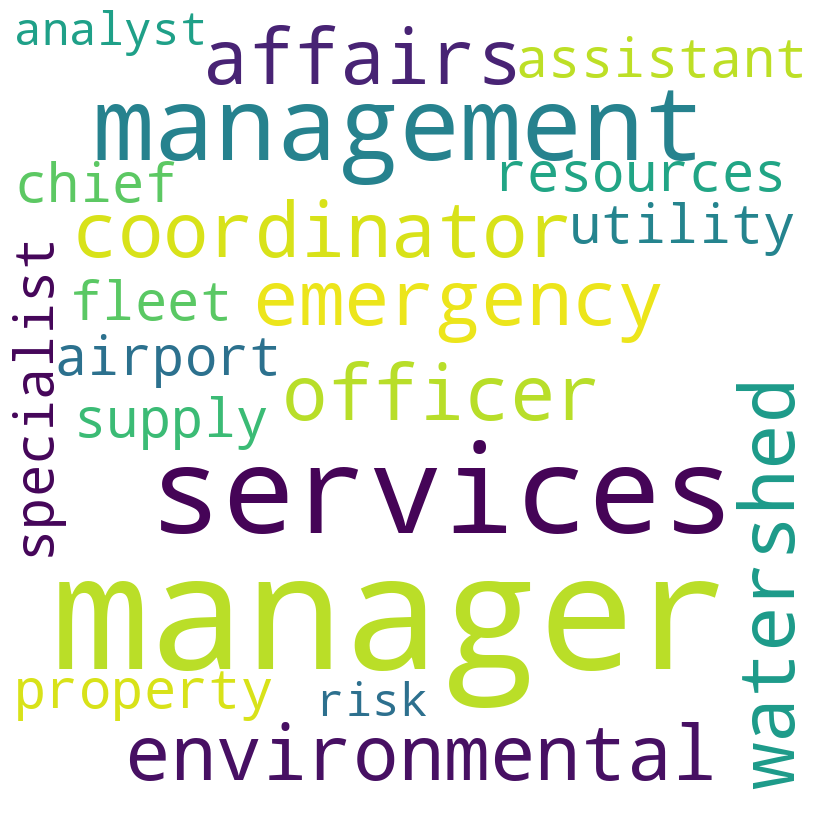 analyst
affairs
assistant
management
chief
resources
coordinator
utility
specialist
fleet
emergency
airport
officer
supply
services
watershed
manager
property
risk
environmental